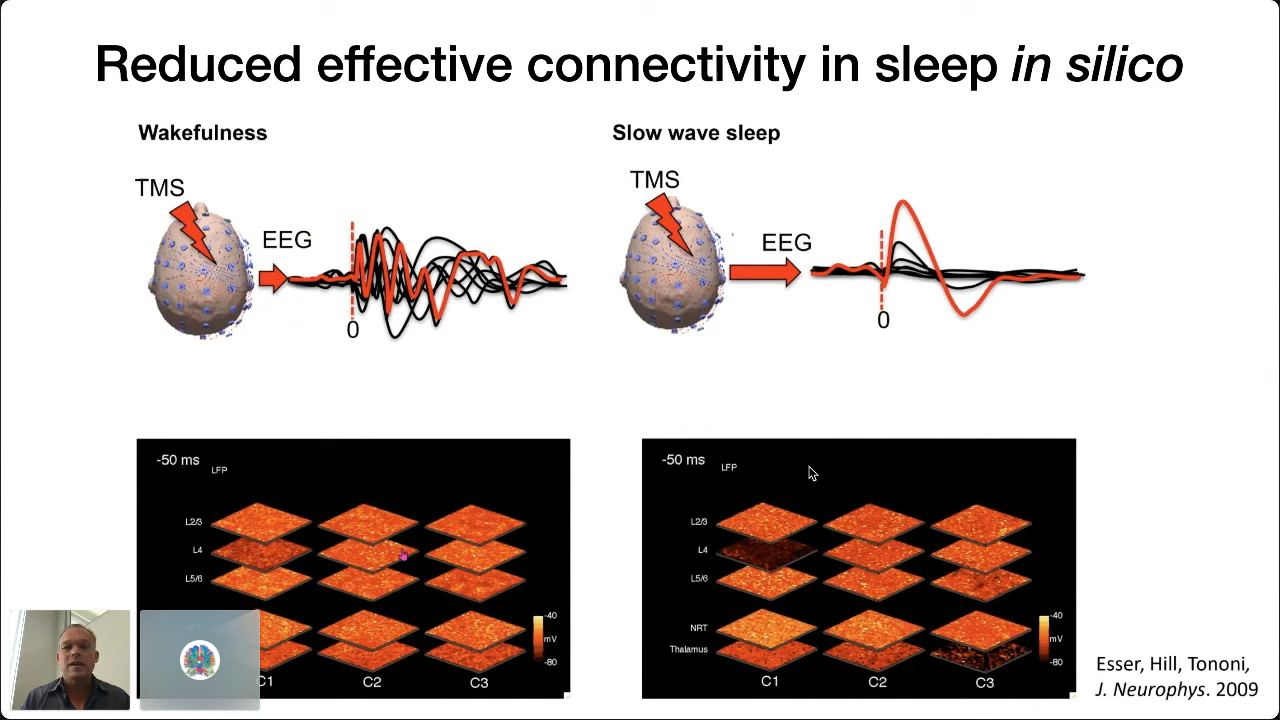 Reduced effective connectivity in sleep in silico
Wakefulness
TMS
EEG
0
Slow wave sleep
TMS
EEG
0
-50 ms
LFP
L2/3
L4
L5/6
-40
mV
-80
C1
C2
C3
-50 ms
LFP
L2/3
L4
L5/6
NRT
Thalamus
-40
mV
-80
C1
C2
C3
Esser, Hill, Tononi,
J. Neurophys. 2009